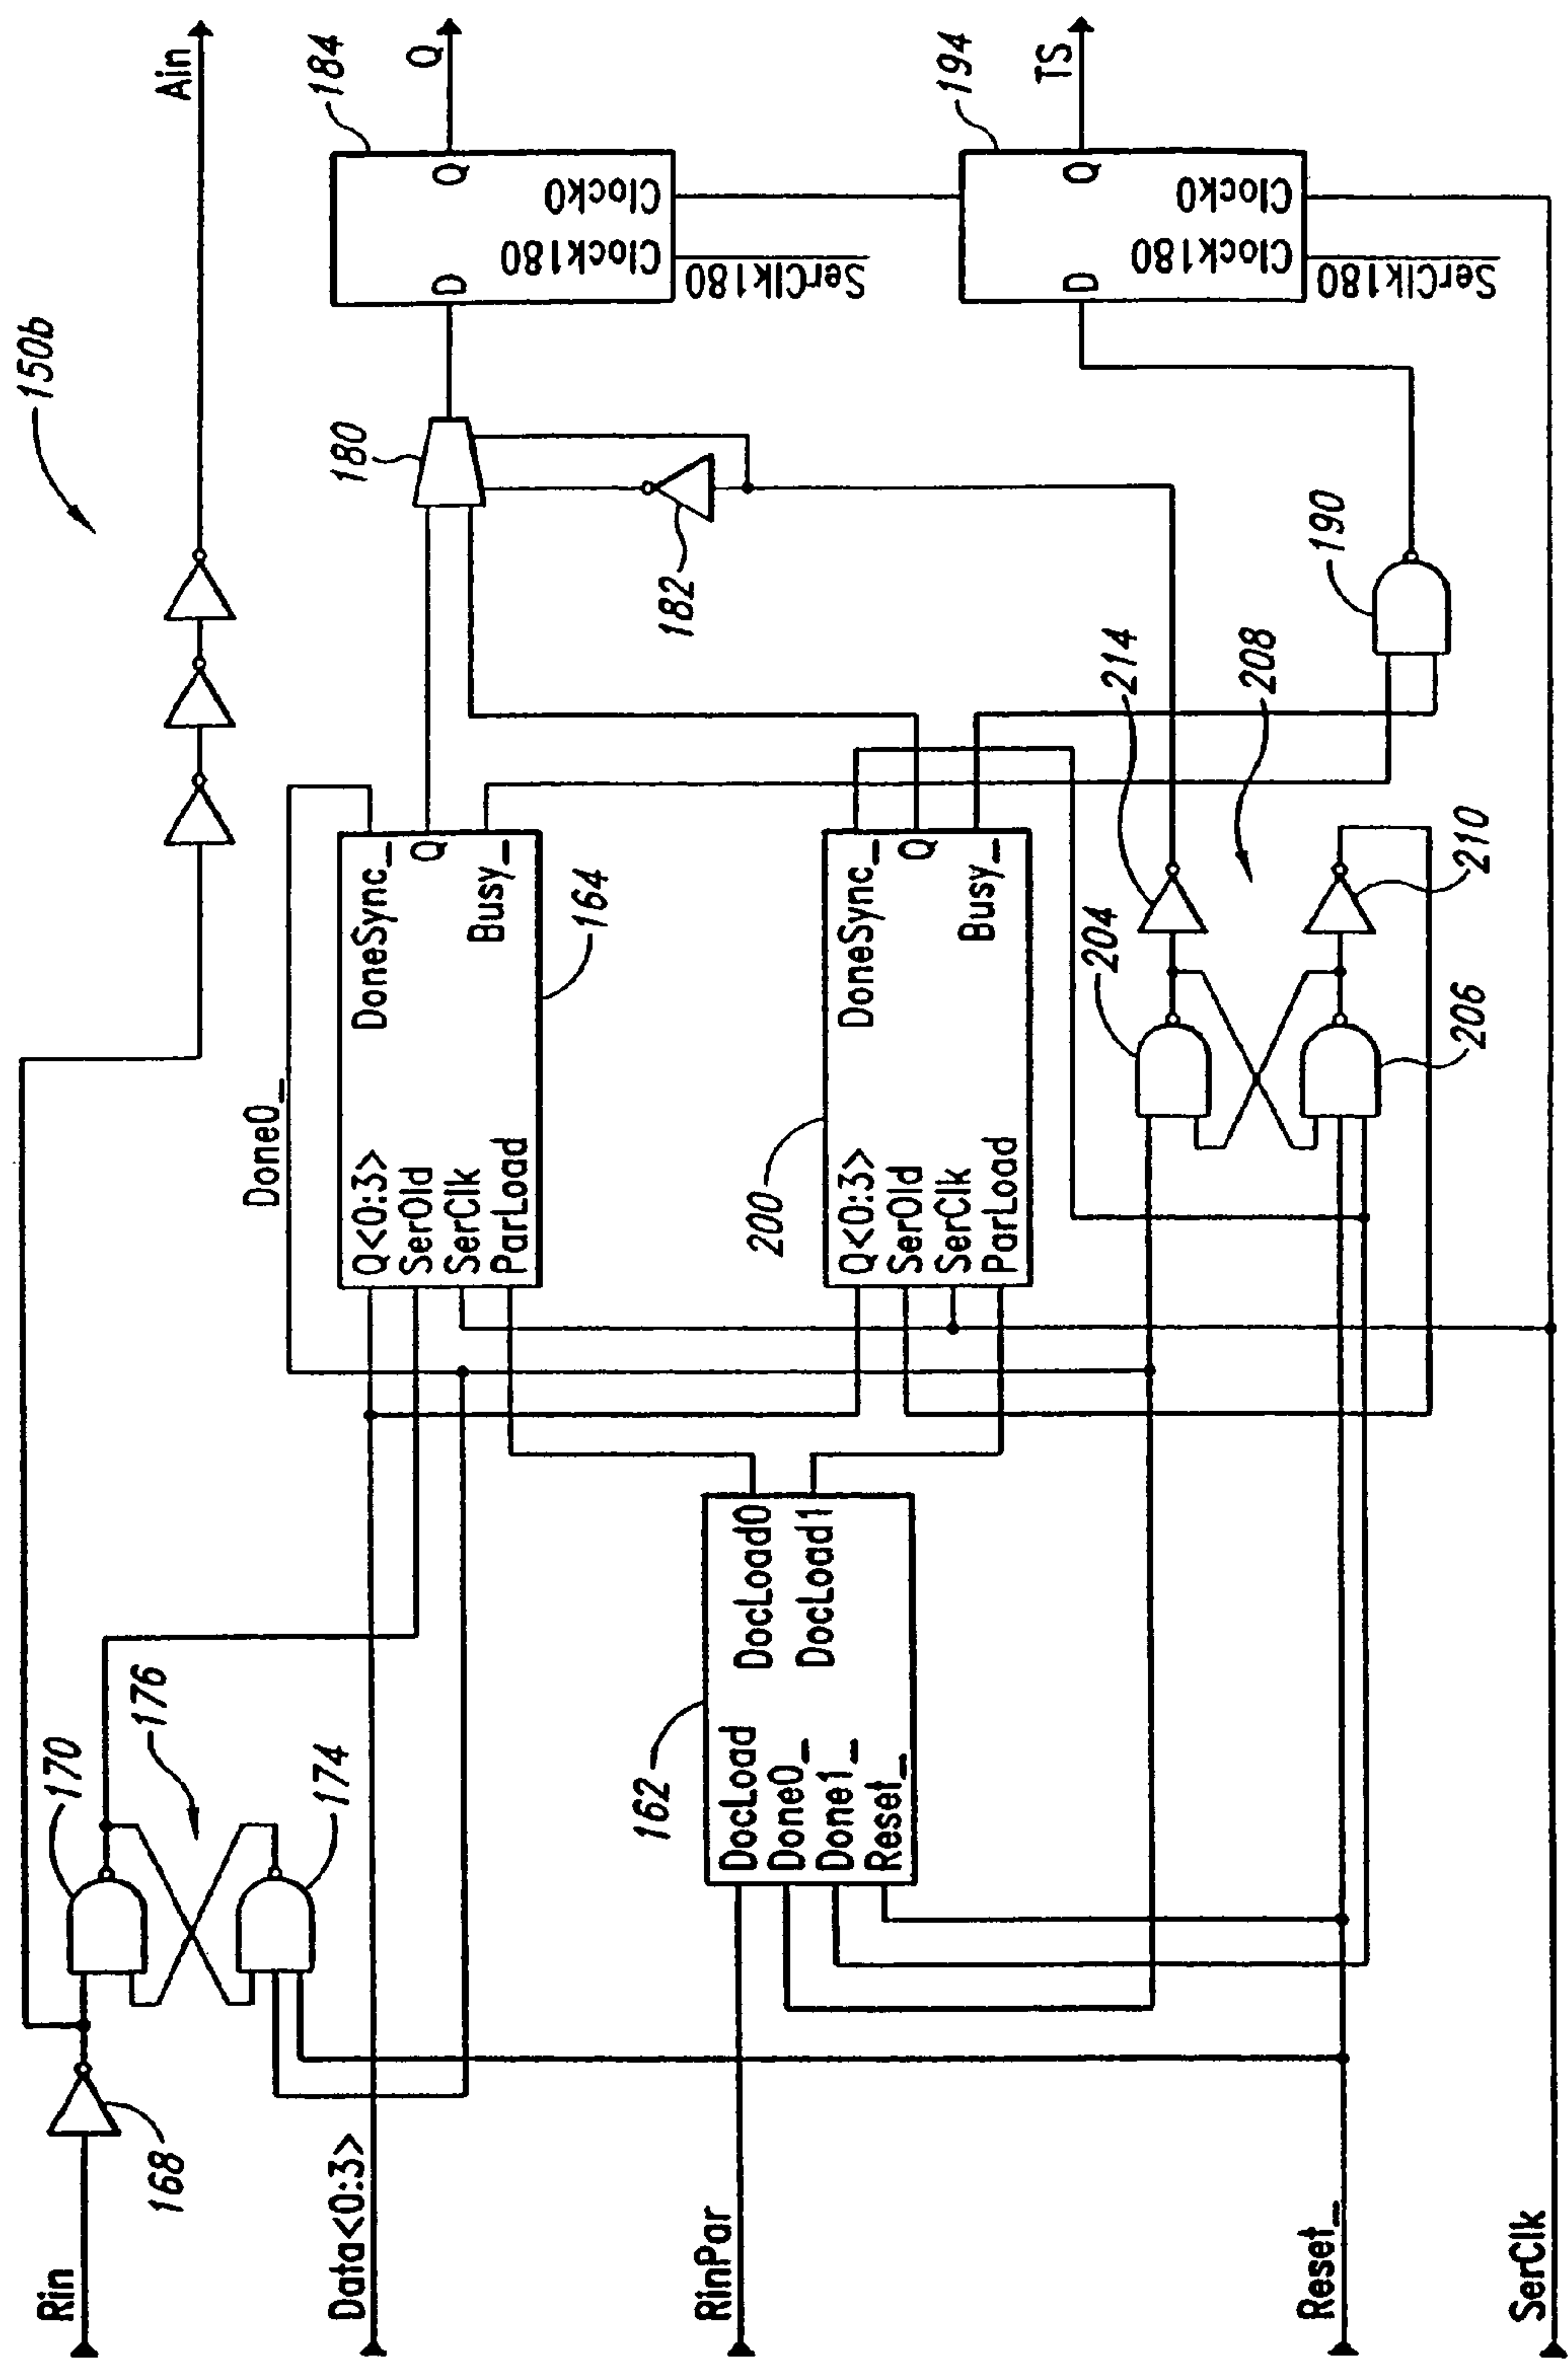 150b
Rin
168
170
176
174
Ain
Data<0:3>
Done0_
Q<0:3>
SerOld
SerClk
ParLoad
DoneSync_
Q
Busy_
164
180
182
D
Q
Clock180
Clock0
SerClk180
184
Q
RinPar
162
DocLoad
Done0_
Done1_
Reset_
DocLoad0
DocLoad1
200
Q<0:3>
SerOld
SerClk
ParLoad
DoneSync_
Q
Busy_
D
Q
Clock180
Clock0
SerClk180
194
TS
Reset_
204
206
214
208
210
190
SerClk